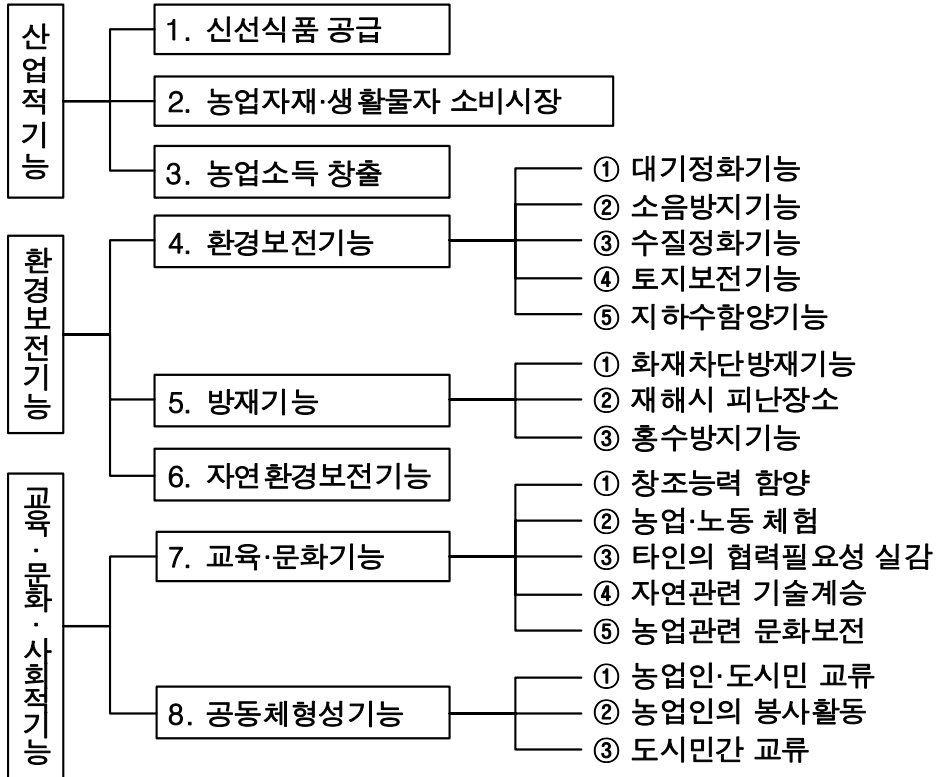 산업적기능
1. 신선식품 공급
2. 농업자재·생활물자 소비시장
3. 농업소득 창출
환경보전기능
4. 환경보전기능
① 대기정화기능
② 소음방지기능
③ 수질정화기능
④ 토지보전기능
⑤ 지하수함양기능
5. 방재기능
① 화재차단방재기능
② 재해시 피난장소
③ 홍수방지기능
6. 자연환경보전기능
교육·문화·사회적기능
7. 교육·문화기능
① 창조능력 함양
② 농업·노동 체험
③ 타인의 협력필요성 실감
④ 자연관련 기술계승
⑤ 농업관련 문화보전
8. 공동체형성기능
① 농업인·도시민 교류
② 농업인의 봉사활동
③ 도시민간 교류